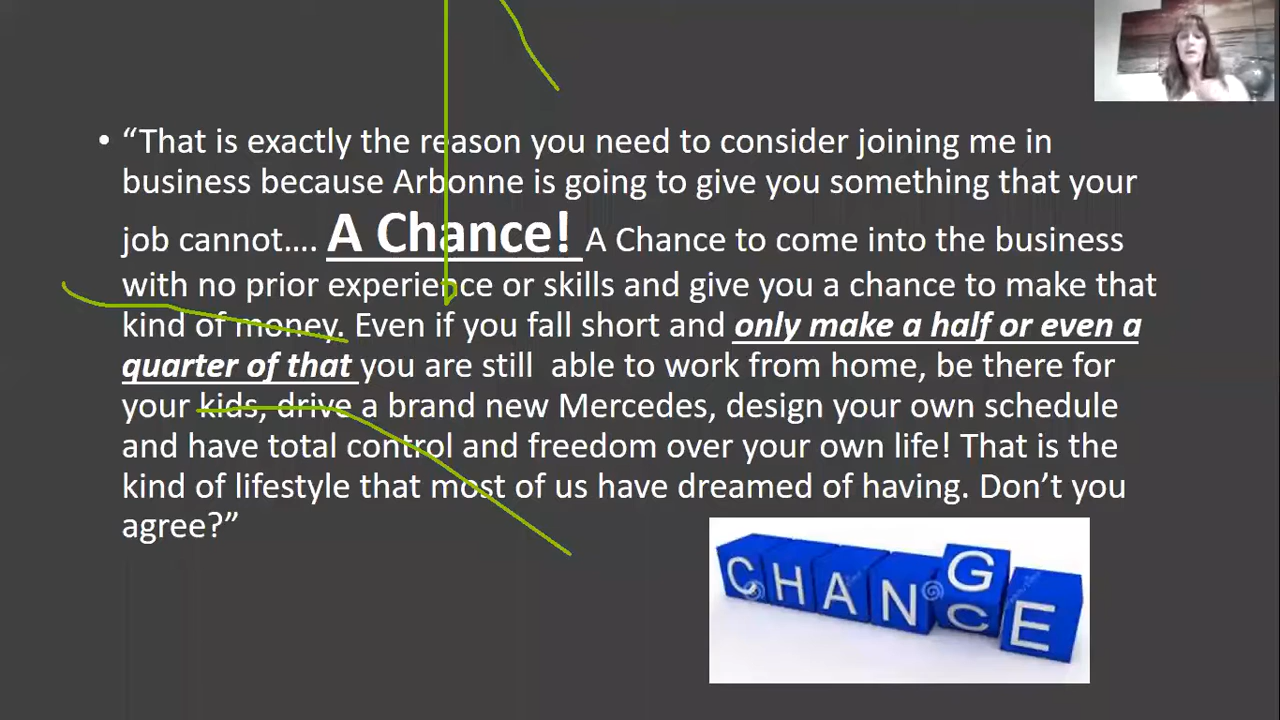 • “That is exactly the reason you need to consider joining me in
business because Arbonne is going to give you something that your
job cannot…. A Chance! A Chance to come into the business
with no prior experience or skills and give you a chance to make that
kind of money. Even if you fall short and only make a half or even a
quarter of that you are still able to work from home, be there for
your kids, drive a brand new Mercedes, design your own schedule
and have total control and freedom over your own life! That is the
kind of lifestyle that most of us have dreamed of having. Don’t you
agree?”
G
CHANCE